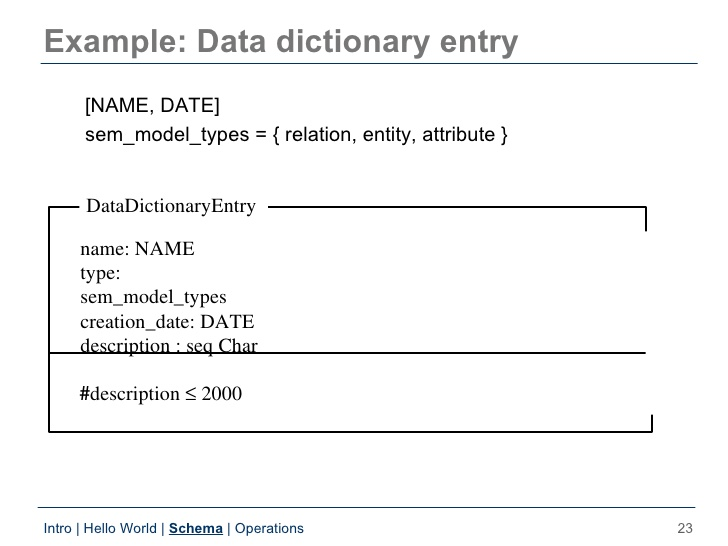 Example: Data dictionary entry
[NAME, DATE]
sem_model_types = { relation, entity, attribute }
DataDictionaryEntry
name: NAME
type:
sem_model_types
creation_date: DATE
description : seq Char
#description ≤ 2000
Intro | Hello World | Schema | Operations
23